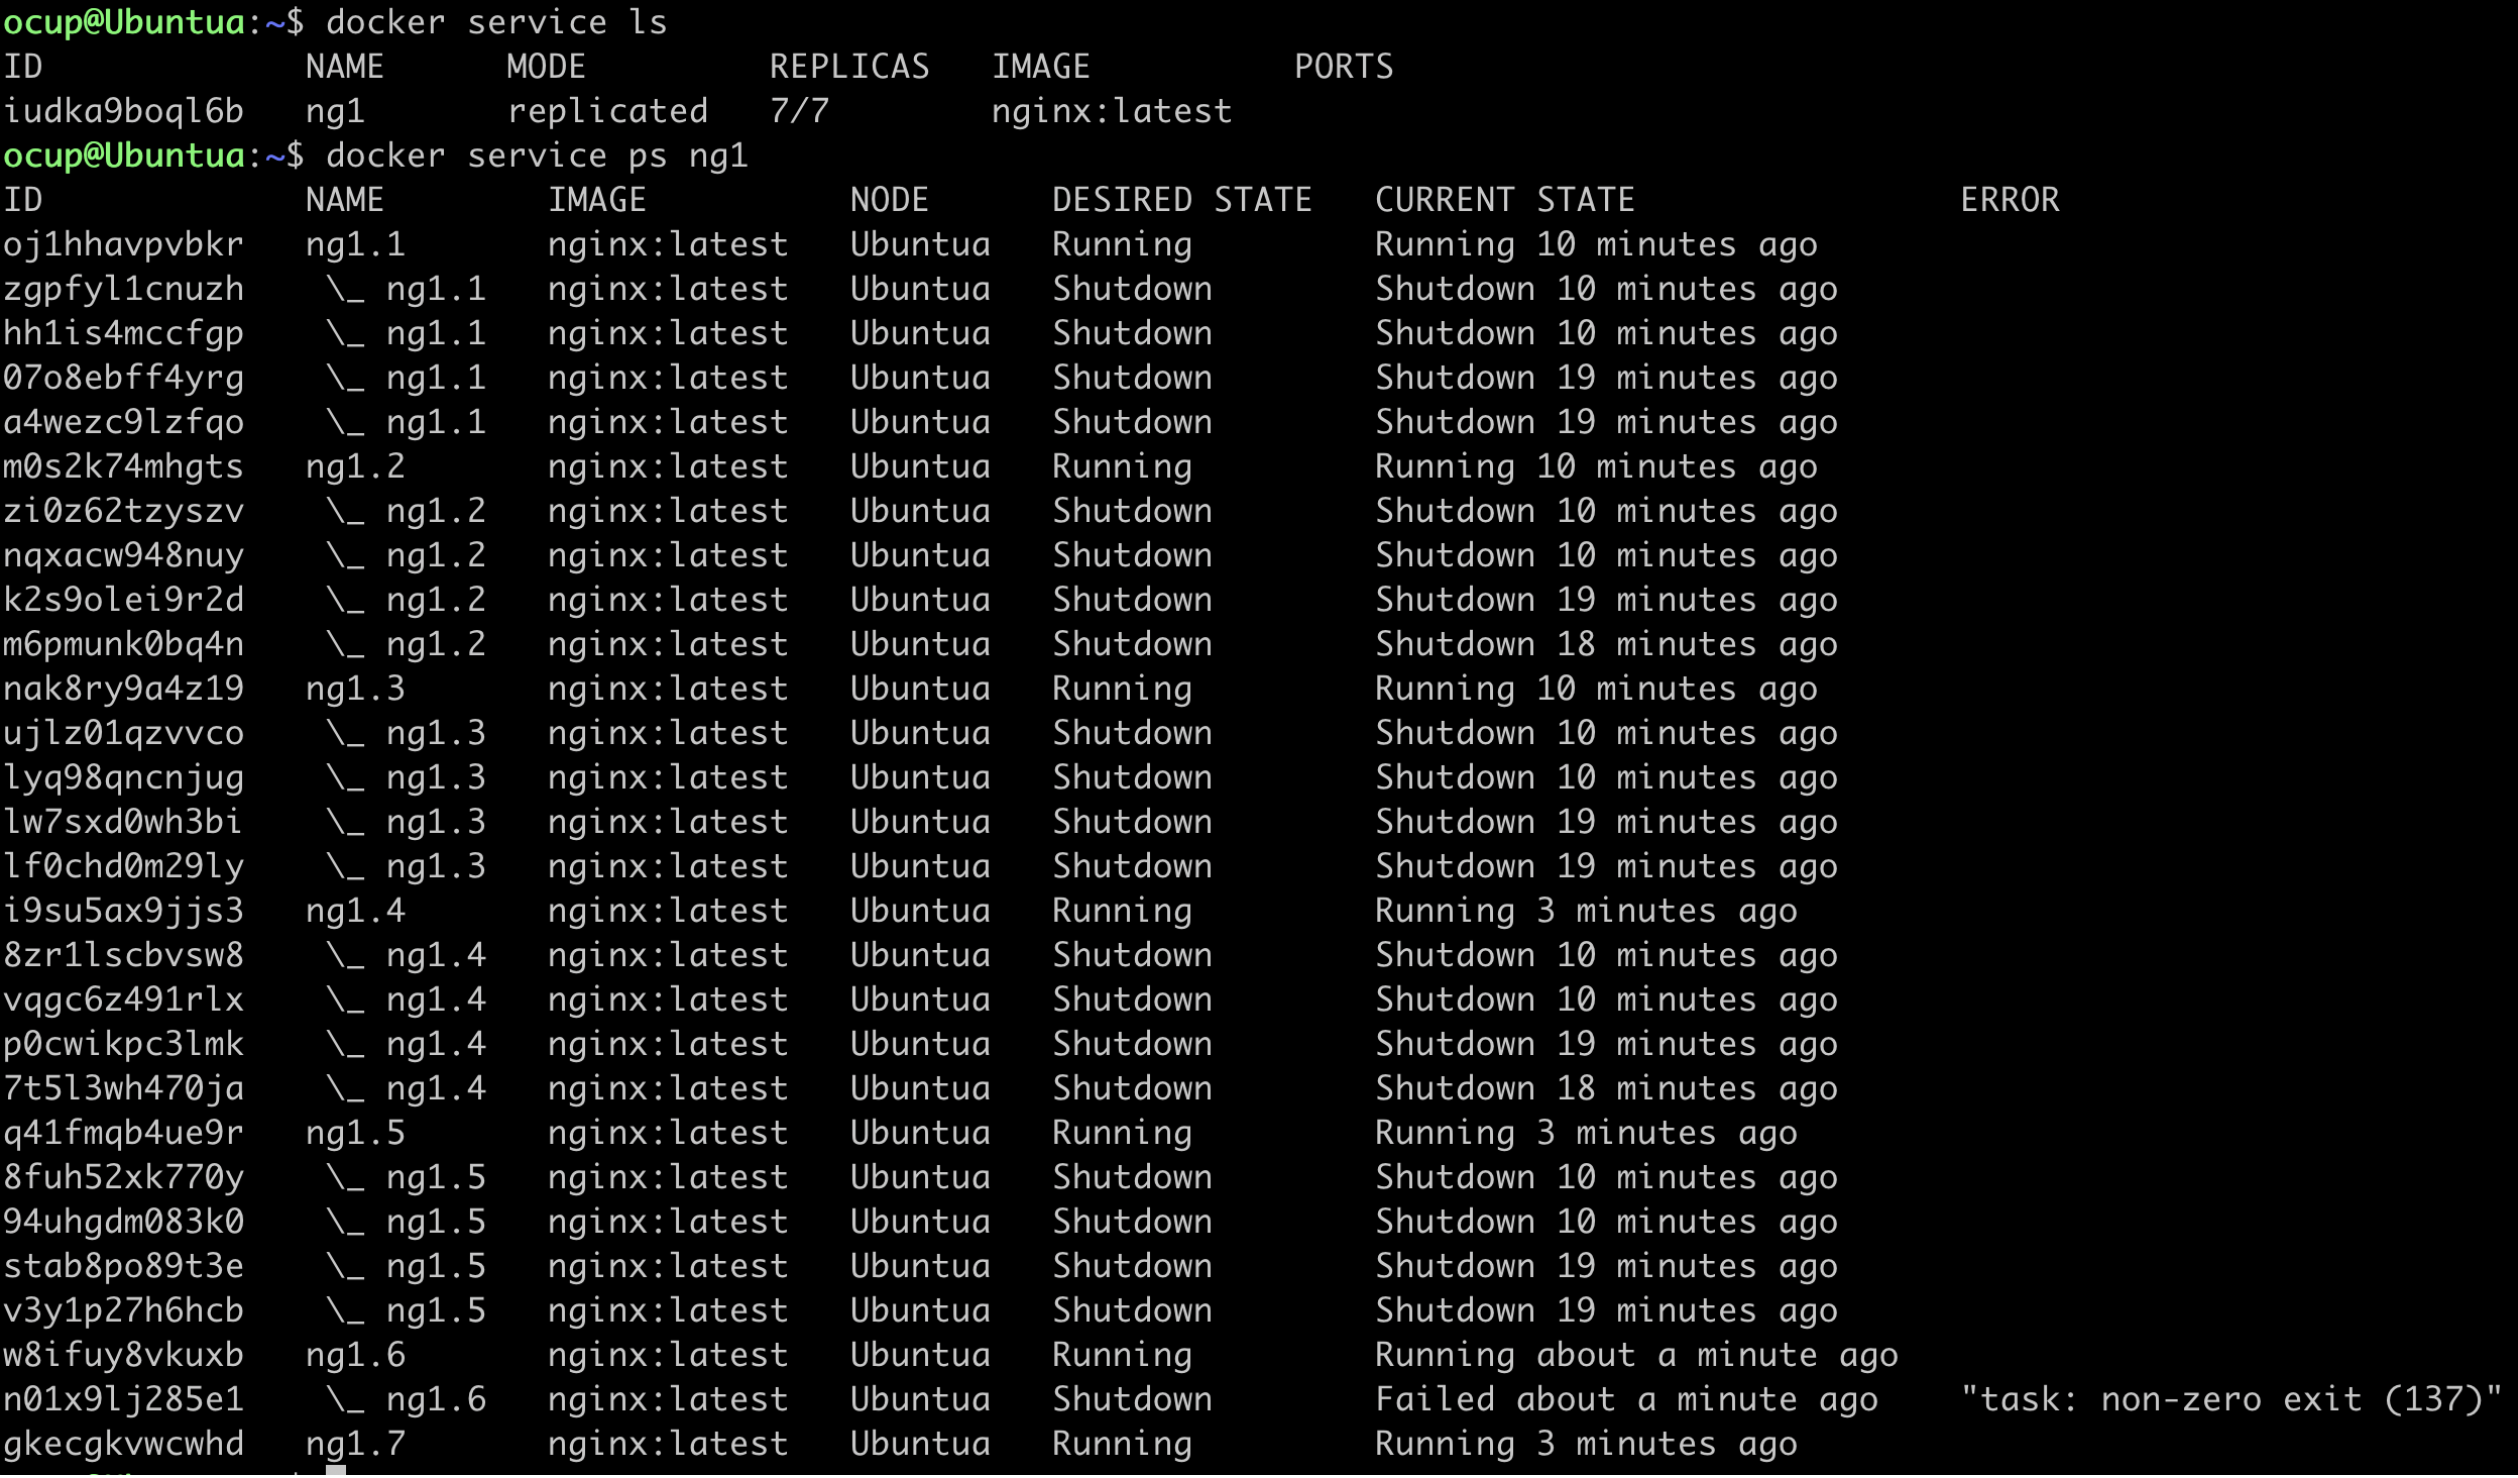 ocup@Ubuntua:~$ docker service ls
ID             NAME      MODE         REPLICAS   IMAGE          PORTS
iudka9boql6b   ng1       replicated   7/7        nginx:latest
ocup@Ubuntua:~$ docker service ps ng1
ID             NAME        IMAGE          NODE      DESIRED STATE   CURRENT STATE                ERROR
oj1hhavpvbkr   ng1.1       nginx:latest   Ubuntua   Running         Running 10 minutes ago
zgpfyl1cnuzh    \_ ng1.1   nginx:latest   Ubuntua   Shutdown        Shutdown 10 minutes ago
hh1is4mccfgp    \_ ng1.1   nginx:latest   Ubuntua   Shutdown        Shutdown 10 minutes ago
07o8ebff4yrg    \_ ng1.1   nginx:latest   Ubuntua   Shutdown        Shutdown 19 minutes ago
a4wezc9lzfqo    \_ ng1.1   nginx:latest   Ubuntua   Shutdown        Shutdown 19 minutes ago
m0s2k74mhgts   ng1.2       nginx:latest   Ubuntua   Running         Running 10 minutes ago
zi0z62tzyszv    \_ ng1.2   nginx:latest   Ubuntua   Shutdown        Shutdown 10 minutes ago
nqxacw948nuy    \_ ng1.2   nginx:latest   Ubuntua   Shutdown        Shutdown 10 minutes ago
k2s9olei9r2d    \_ ng1.2   nginx:latest   Ubuntua   Shutdown        Shutdown 19 minutes ago
m6pmunk0bq4n    \_ ng1.2   nginx:latest   Ubuntua   Shutdown        Shutdown 18 minutes ago
nak8ry9a4z19   ng1.3       nginx:latest   Ubuntua   Running         Running 10 minutes ago
ujlz01qzvvco    \_ ng1.3   nginx:latest   Ubuntua   Shutdown        Shutdown 10 minutes ago
lyq98qncnjug    \_ ng1.3   nginx:latest   Ubuntua   Shutdown        Shutdown 10 minutes ago
lw7sxd0wh3bi    \_ ng1.3   nginx:latest   Ubuntua   Shutdown        Shutdown 19 minutes ago
lf0chd0m29ly    \_ ng1.3   nginx:latest   Ubuntua   Shutdown        Shutdown 19 minutes ago
i9su5ax9jjs3   ng1.4       nginx:latest   Ubuntua   Running         Running 3 minutes ago
8zr1lscbvsw8    \_ ng1.4   nginx:latest   Ubuntua   Shutdown        Shutdown 10 minutes ago
vqgc6z491rlx    \_ ng1.4   nginx:latest   Ubuntua   Shutdown        Shutdown 10 minutes ago
p0cwikpc3lmk    \_ ng1.4   nginx:latest   Ubuntua   Shutdown        Shutdown 19 minutes ago
7t5l3wh470ja    \_ ng1.4   nginx:latest   Ubuntua   Shutdown        Shutdown 18 minutes ago
q41fmqb4ue9r   ng1.5       nginx:latest   Ubuntua   Running         Running 3 minutes ago
8fuh52xk770y    \_ ng1.5   nginx:latest   Ubuntua   Shutdown        Shutdown 10 minutes ago
94uhgdm083k0    \_ ng1.5   nginx:latest   Ubuntua   Shutdown        Shutdown 10 minutes ago
stab8po89t3e    \_ ng1.5   nginx:latest   Ubuntua   Shutdown        Shutdown 19 minutes ago
v3y1p27h6hcb    \_ ng1.5   nginx:latest   Ubuntua   Shutdown        Shutdown 19 minutes ago
w8ifuy8vkuxb   ng1.6       nginx:latest   Ubuntua   Running         Running about a minute ago
n01x9lj285e1    \_ ng1.6   nginx:latest   Ubuntua   Shutdown        Failed about a minute ago    "task: non-zero exit (137)"
gkecgkvwcwhd   ng1.7       nginx:latest   Ubuntua   Running         Running 3 minutes ago